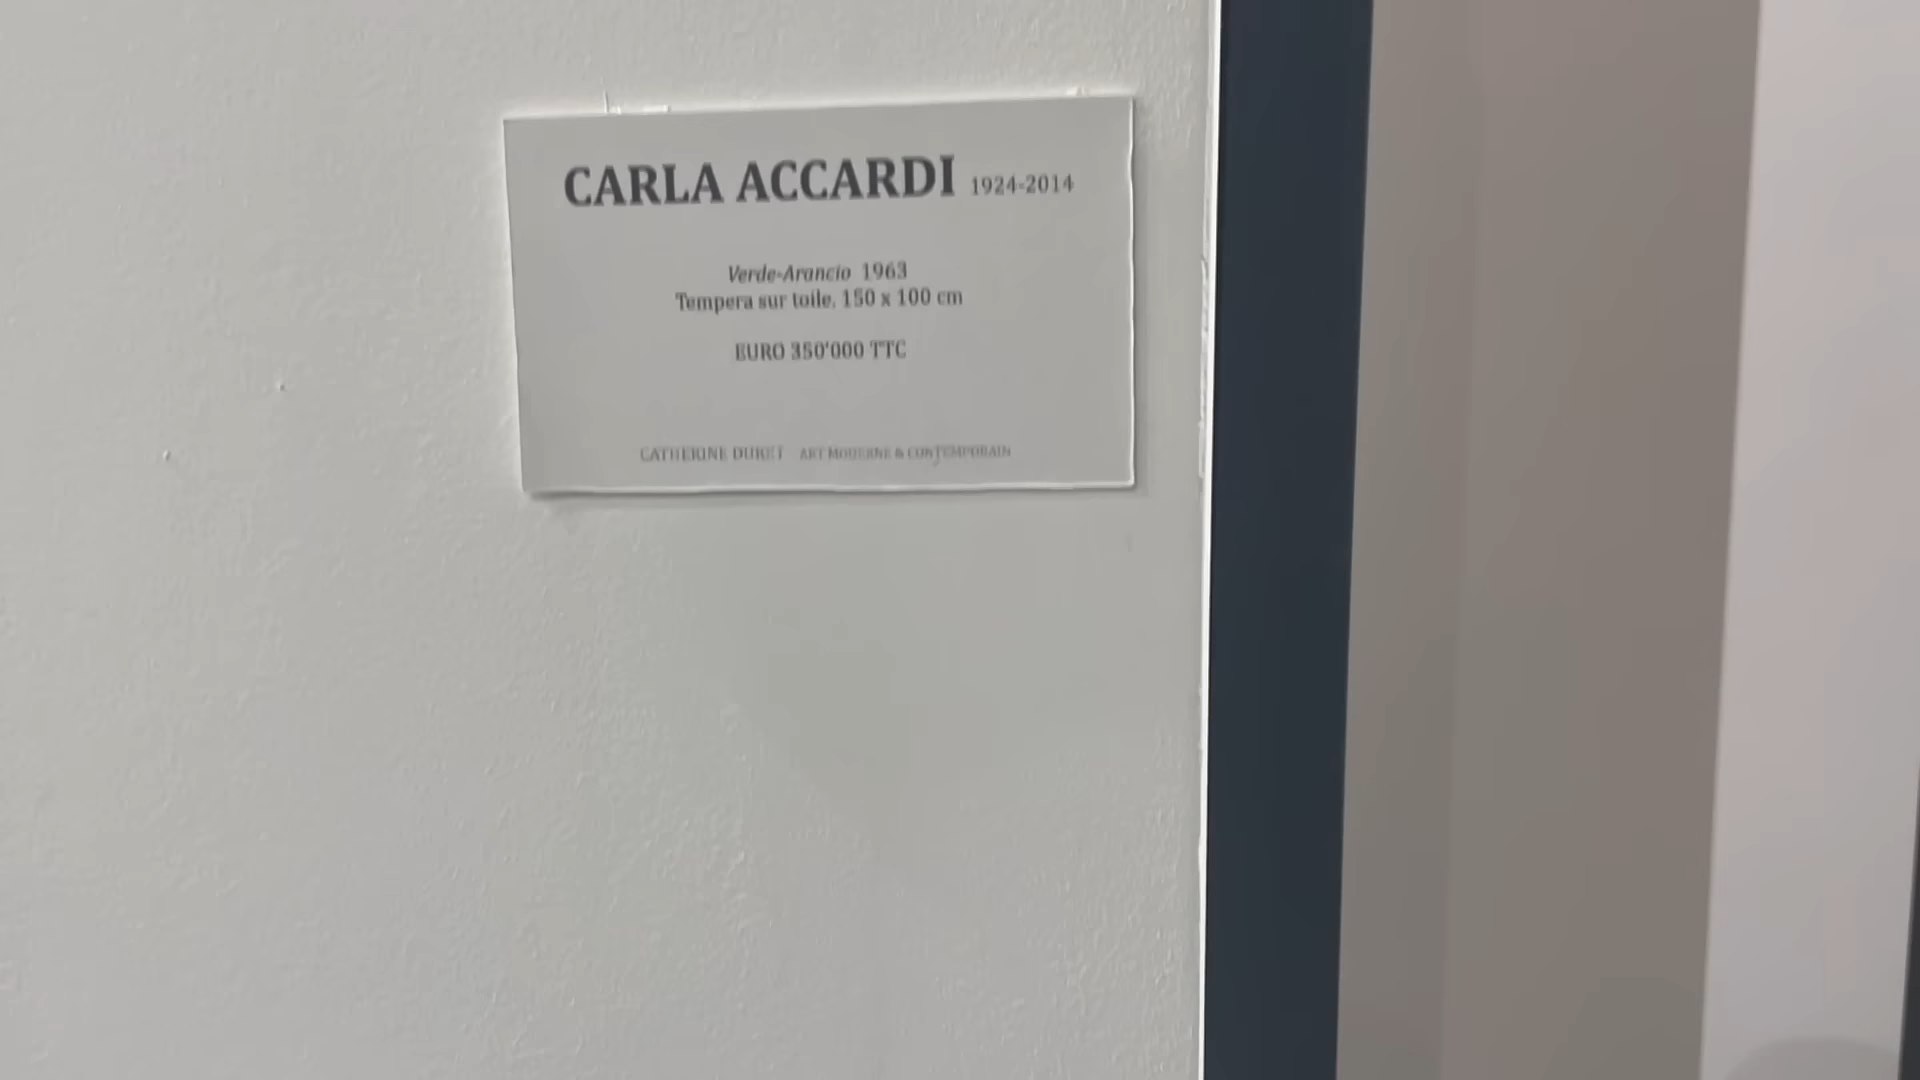 CARLA ACCARDI 1924-2014
Verde-Arancio 1963
Tempera sur toile, 150 x 100 cm
EURO 350'000 TTC
CATHERINE ART MODERNE & CONTEMPORAIN